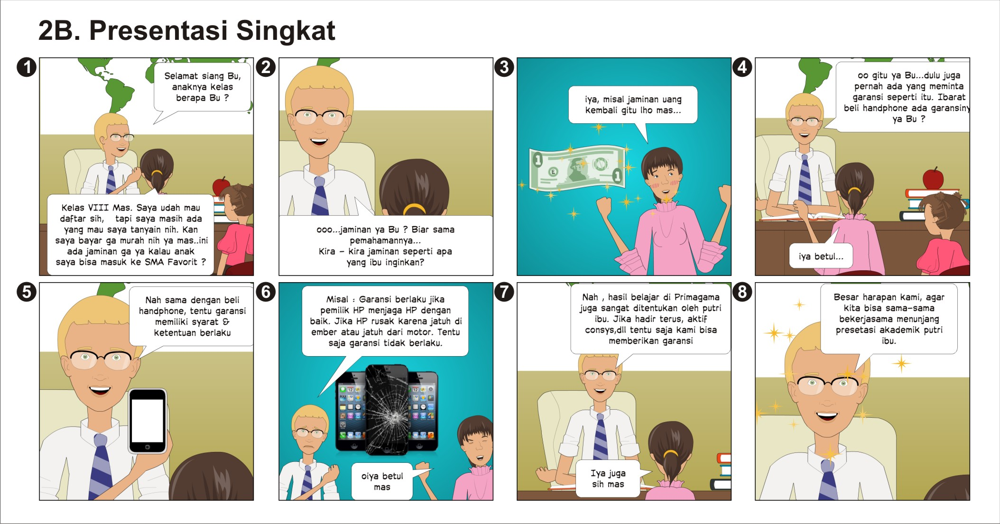 2B. Presentasi Singkat
1
Selamat siang Bu,
anaknya kelas
berapa Bu ?
Kelas VIII Mas. Saya udah mau
daftar sih, tapi saya masih ada
yang mau saya tanyain nih. Kan
saya bayar ga murah nih ya mas..ini
ada jaminan ga ya kalau anak
saya bisa masuk ke SMA Favorit ?
2
ooo...jaminan ya Bu ? Biar sama
pemahamannya...
Kira - kira jaminan seperti apa
yang ibu inginkan?
3
iya, misal jaminan uang
kembali gitu lho mas...
1
E
1
4
oo gitu ya Bu...dulu juga
pernah ada yang meminta
garansi seperti itu. Ibarat
beli handphone ada garansiny
ya Bu ?
iya betul...
5
Nah sama dengan beli
handphone, tentu garansi
memiliki syarat &
ketentuan berlaku
6
Misal : Garansi berlaku jika
pemilik HP menjaga HP dengan
baik. Jika HP rusak karena jatuh di
ember atau jatuh dari motor. Tentu
saja garansi tidak berlaku.
12
12
oiya betul
mas
7
Nah , hasil belajar di Primagama
juga sangat ditentukan oleh putri
ibu. Jika hadir terus, aktif
consys,dll tentu saja kami bisa
memberikan garansi
Iya juga
sih mas
8
Besar harapan kami, agar
kita bisa sama-sama
bekerjasama menunjang
presetasi akademik putri
ibu.